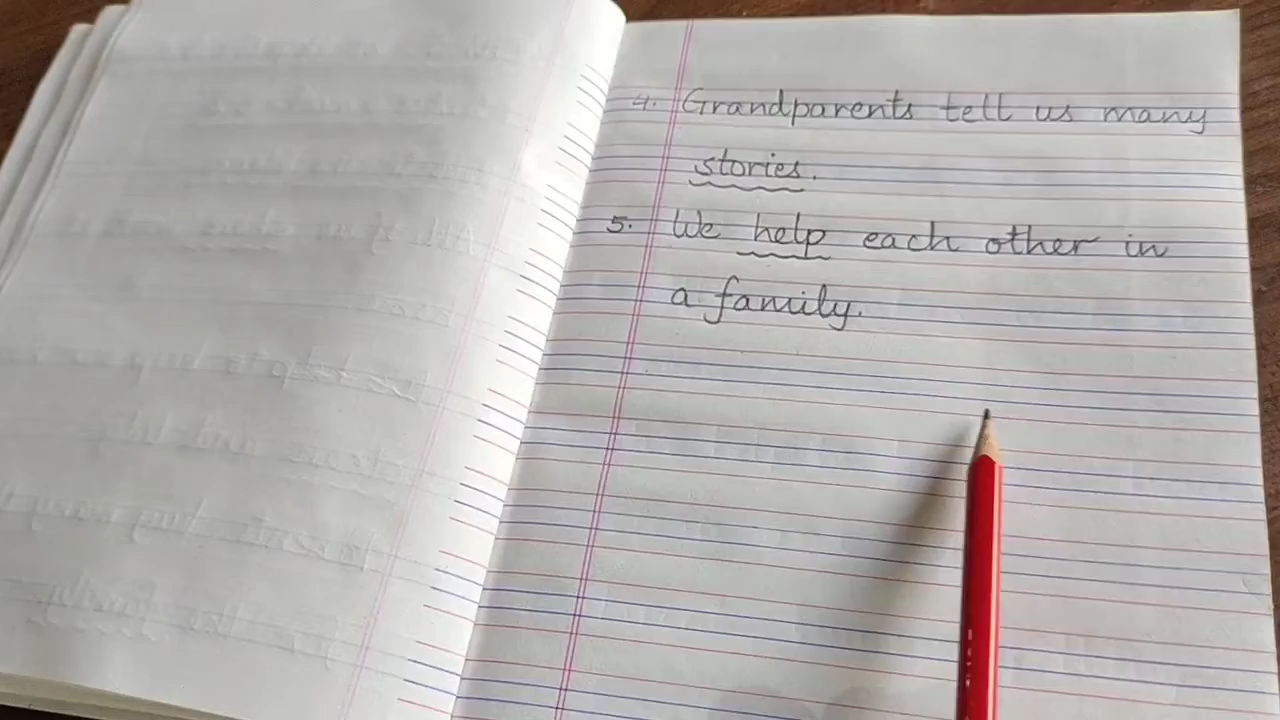 4. Grandparents tell us many
stories.
5. We help each other in
a family.